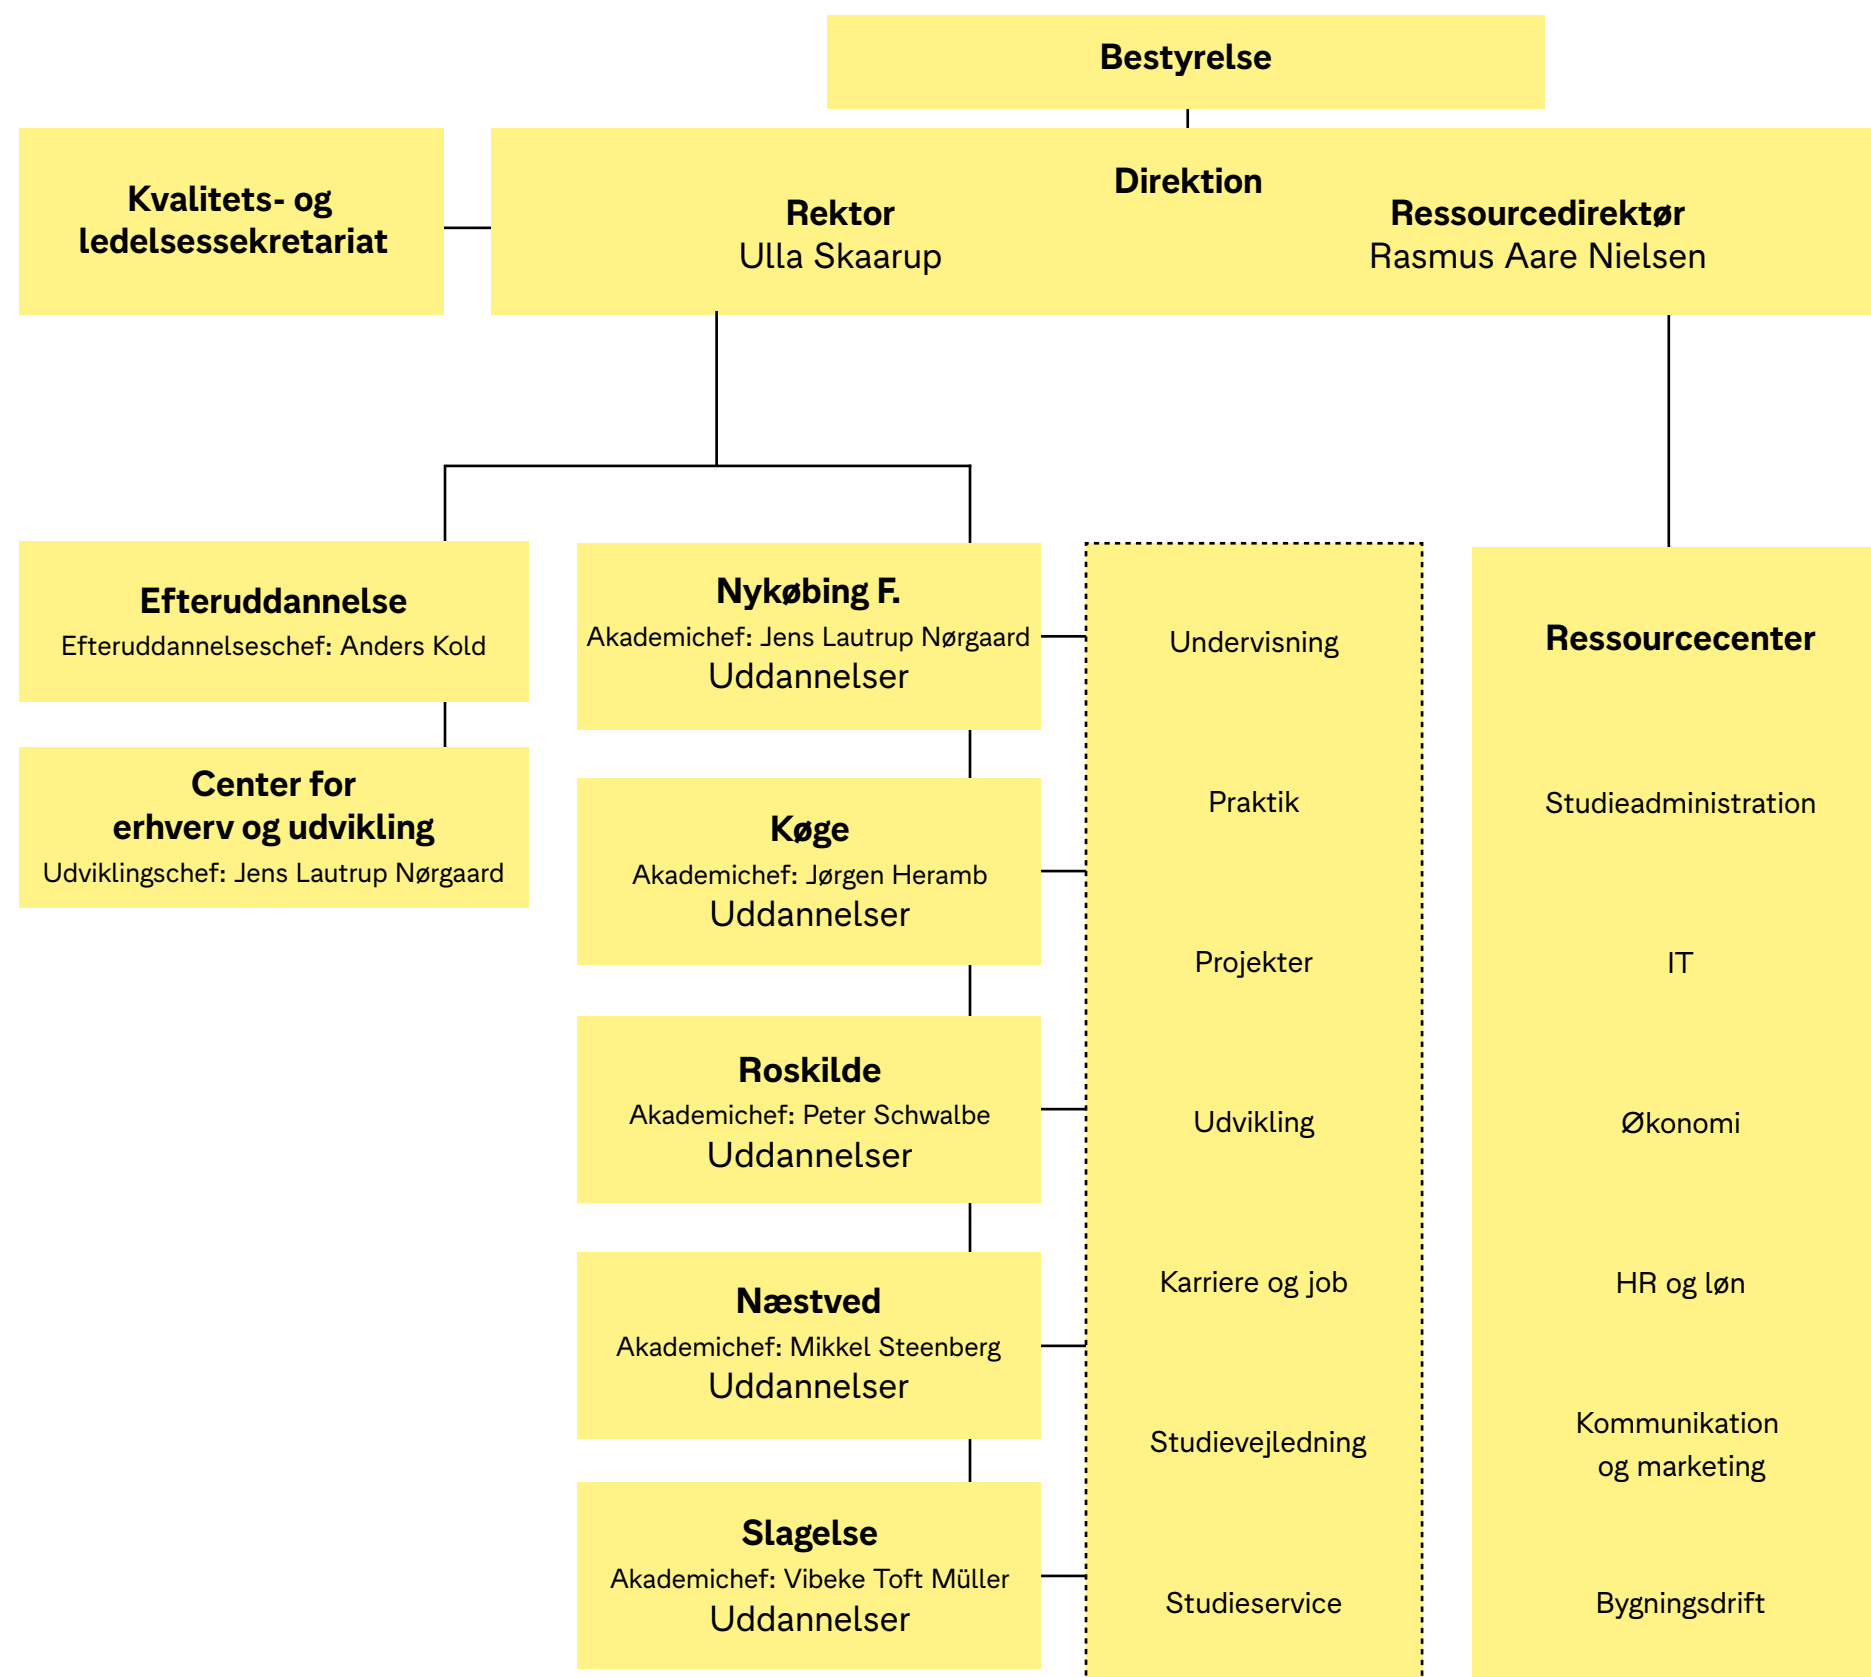 Bestyrelse
Kvalitets- og
ledelsessekretariat
Direktion
Rektor
Ulla Skaarup
Ressourcedirektør
Rasmus Aare Nielsen
Efteruddannelse
Efteruddannelseschef: Anders Kold
Center for
erhverv og udvikling
Udviklingschef: Jens Lautrup Nørgaard
Nykøbing F.
Akademichef: Jens Lautrup Nørgaard
Uddannelser
Køge
Akademichef: Jørgen Heramb
Uddannelser
Roskilde
Akademichef: Peter Schwalbe
Uddannelser
Næstved
Akademichef: Mikkel Steenberg
Uddannelser
Slagelse
Akademichef: Vibeke Toft Müller
Uddannelser
Undervisning
Praktik
Projekter
Udvikling
Karriere og job
Studievejledning
Studieservice
Ressourcecenter
Studieadministration
IT
Økonomi
HR og løn
Kommunikation
og marketing
Bygningsdrift